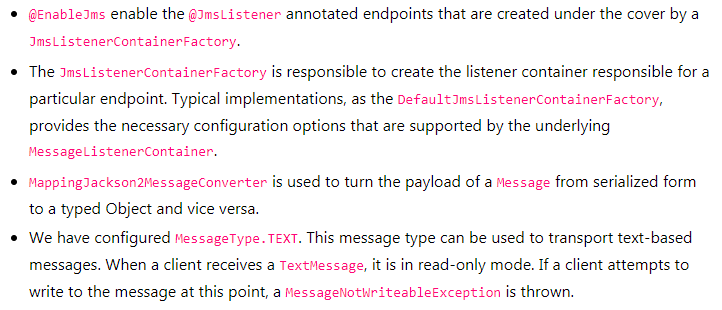 • @EnableJms enable the @JmsListener annotated endpoints that are created under the cover by a
JmsListenerContainerFactory.
• The JmsListenerContainerFactory is responsible to create the listener container responsible for a
particular endpoint. Typical implementations, as the DefaultJmsListenerContainerFactory,
provides the necessary configuration options that are supported by the underlying
MessageListenerContainer.
• MappingJackson2MessageConverter is used to turn the payload of a Message from serialized form
to a typed Object and vice versa.
• We have configured MessageType.TEXT. This message type can be used to transport text-based
messages. When a client receives a TextMessage, it is in read-only mode. If a client attempts to
write to the message at this point, a MessageNotWriteableException is thrown.